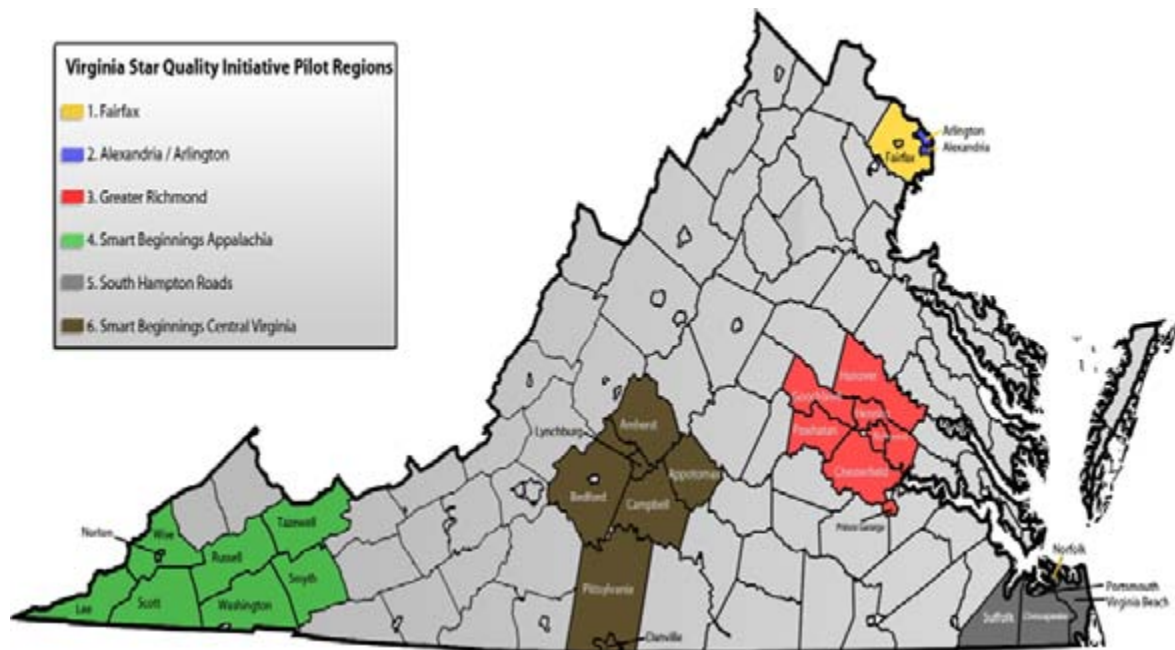 Virginia Star Quality Initiative Pilot Regions
1. Fairfax
2. Alexandria / Arlington
3. Greater Richmond
4. Smart Beginnings Appalachia
5. South Hampton Roads
6. Smart Beginnings Central Virginia
Arlington
Alexandria
Fairfax
Hanover
Goochland
Henrico
Powhatan
Chesterfield
Prince George
Amherst
Lynchburg
Appotomax
Bedford
Campbell
Pittsylvania
Danville
Tazewell
Norton
Wise
Russell
Smyth
Lee
Scott
Washington
Norfolk
Portsmouth
Virginia Beach
Suffolk
Chesapeake